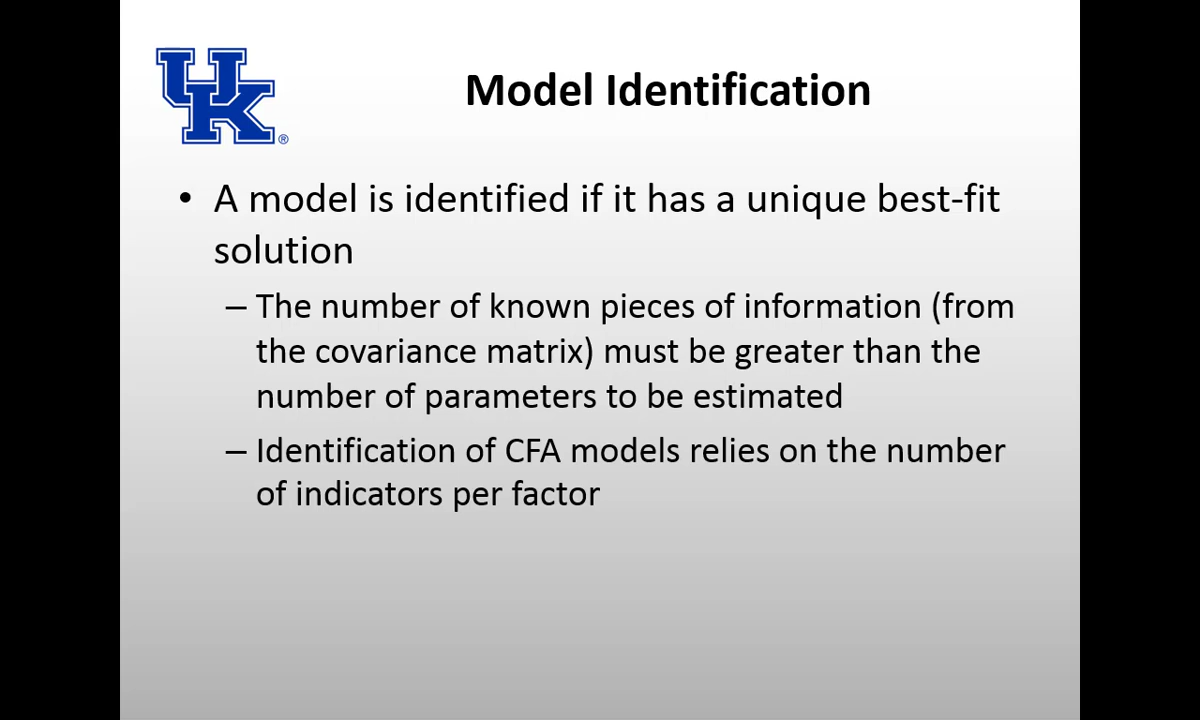 UK®
Model Identification
• A model is identified if it has a unique best-fit
solution
– The number of known pieces of information (from
the covariance matrix) must be greater than the
number of parameters to be estimated
– Identification of CFA models relies on the number
of indicators per factor